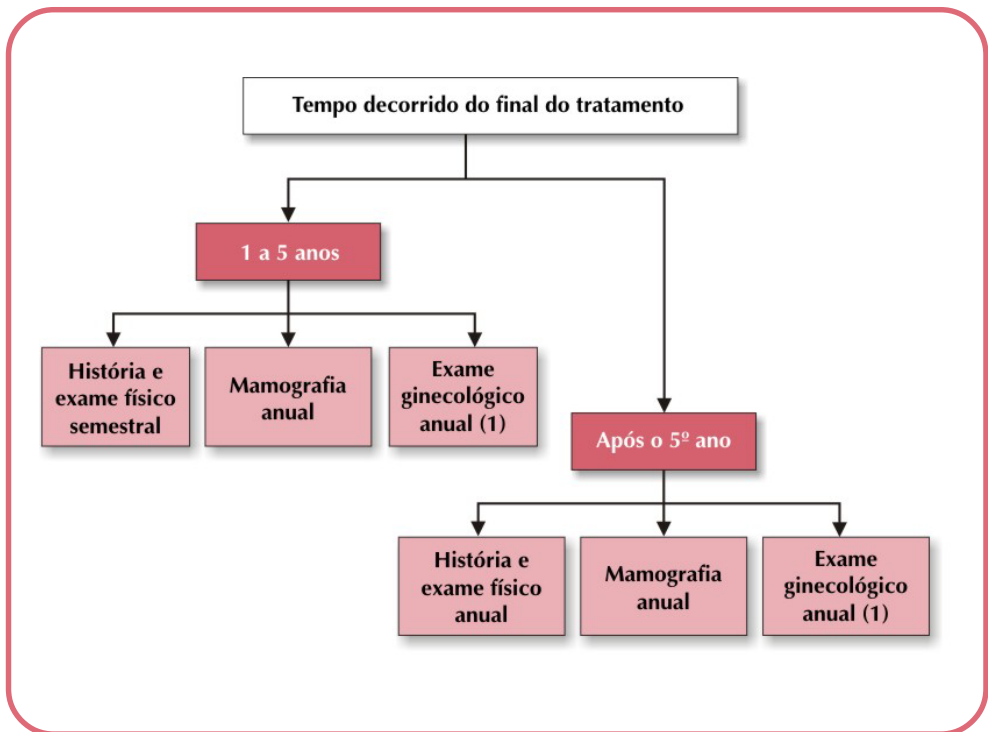 Tempo decorrido do final do tratamento
1 a 5 anos
História e
exame físico
semestral
Mamografia
anual
Exame
ginecológico
anual (1)
Após o 5º ano
História e
exame físico
anual
Mamografia
anual
Exame
ginecológico
anual (1)